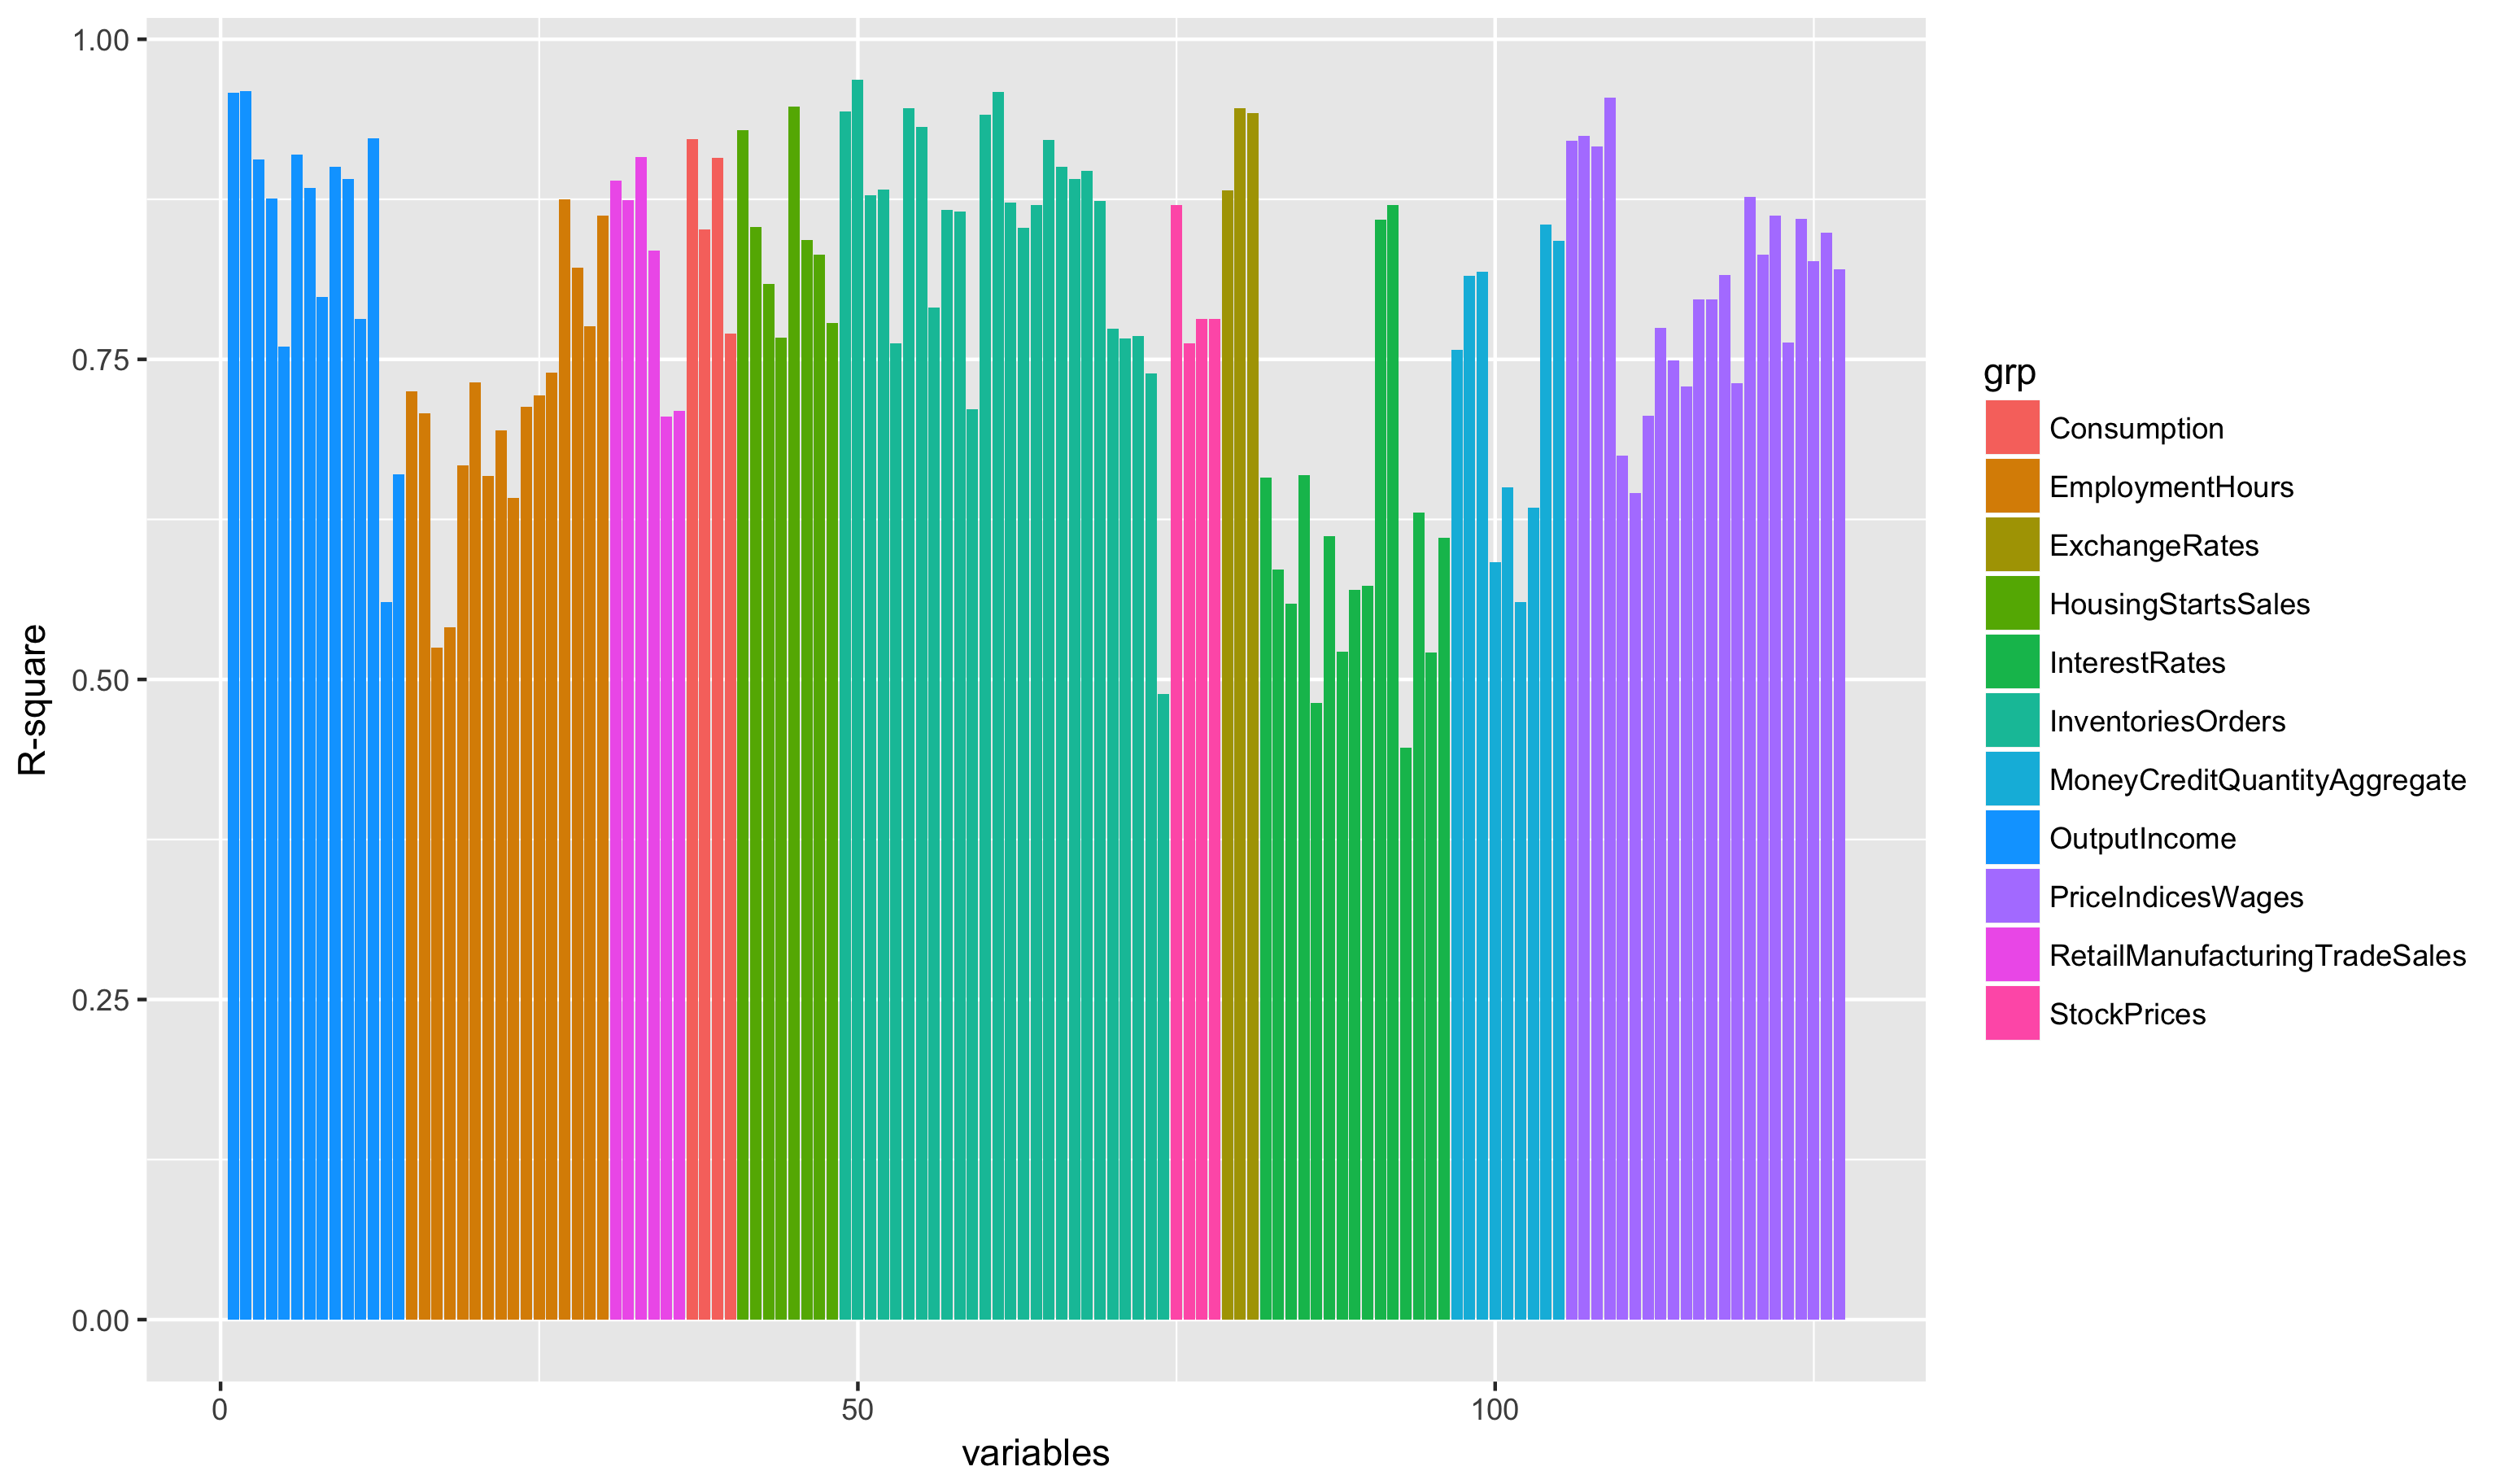 1.00
0.75
0.50
0.25
0.00
R-square
0
50
100
variables
grp
Consumption
EmploymentHours
ExchangeRates
HousingStartsSales
InterestRates
InventoriesOrders
MoneyCreditQuantityAggregate
OutputIncome
PriceIndicesWages
RetailManufacturingTradeSales
StockPrices